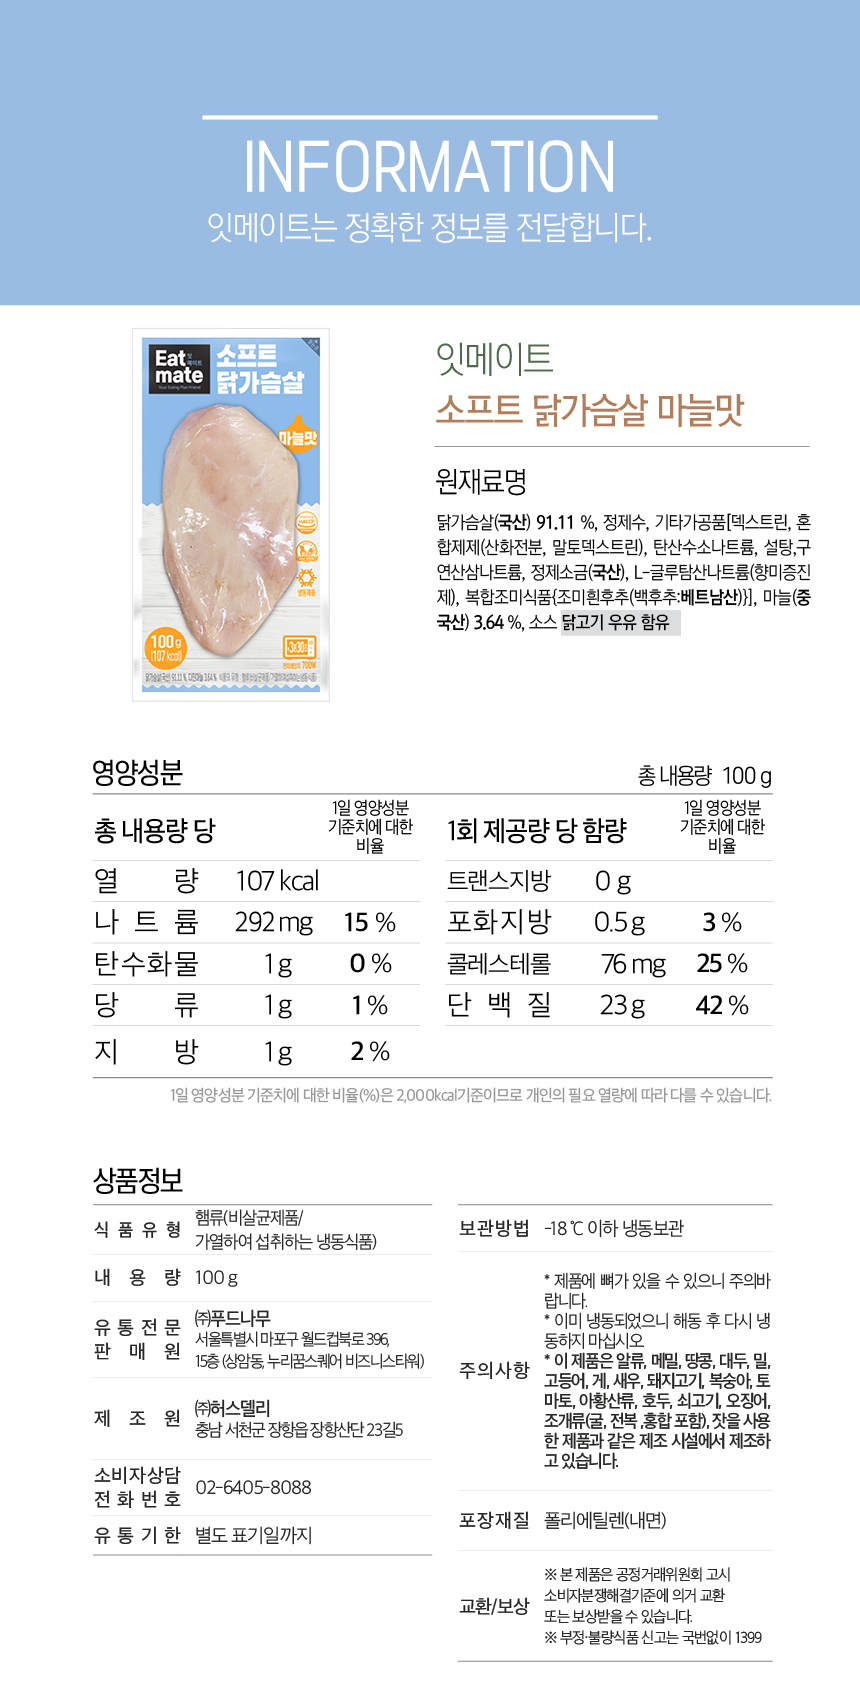 INFORMATION
잇메이트는 정확한 정보를 전달합니다.
Eat 잇메이트
mate
Your Eating Plan Friend
소프트
닭가슴살
마늘맛
HACCP
냉동제품
100g
(107 kcal)
3분30초
전자레인지 700W
잇메이트
소프트 닭가슴살 마늘맛
원재료명
닭가슴살(국산) 91.11 %, 정제수, 기타가공품[덱스트린, 혼
합제제(산화전분, 말토덱스트린), 탄산수소나트륨, 설탕,구
연산삼나트륨, 정제소금(국산), L-글루탐산나트륨(향미증진
제), 복합조미식품{조미흰후추(백후추:베트남산)}], 마늘(중
국산) 3.64 %, 소스 닭고기 우유 함유
영양성분
총 내용량 100 g
총 내용량 당
1일 영양성분
기준치에 대한
비율
열 량 107 kcal
나 트 륨 292 mg 15 %
탄수화물 1 g 0 %
당 류 1 g 1 %
지 방 1 g 2 %
1회 제공량 당 함량
1일 영양성분
기준치에 대한
비율
트랜스지방 0 g
포화지방 0.5 g 3 %
콜레스테롤 76 mg 25 %
단 백 질 23 g 42 %
1일 영양성분 기준치에 대한 비율(%)은 2,000kcal기준이므로 개인의 필요 열량에 따라 다를 수 있습니다.
상품정보
식 품 유 형 햄류(비살균제품/
가열하여 섭취하는 냉동식품)
내 용 량 100 g
유 통 전 문
판 매 원
㈜푸드나무
서울특별시 마포구 월드컵북로 396,
15층 (상암동, 누리꿈스퀘어 비즈니스타워)
제 조 원
㈜허스델리
충남 서천군 장항읍 장항산단 23길5
소비자상담
전 화 번 호
02-6405-8088
유 통 기 한 별도 표기일까지
보관방법 -18 ℃ 이하 냉동보관
주의사항
* 제품에 뼈가 있을 수 있으니 주의바
랍니다.
* 이미 냉동되었으니 해동 후 다시 냉
동하지 마십시오.
* 이 제품은 알류, 메밀, 땅콩, 대두, 밀,
고등어, 게, 새우, 돼지고기, 복숭아, 토
마토, 아황산류, 호두, 쇠고기, 오징어,
조개류(굴, 전복 ,홍합 포함), 잣을 사용
한 제품과 같은 제조 시설에서 제조하
고 있습니다.
포장재질 폴리에틸렌(내면)
교환/보상
※ 본 제품은 공정거래위원회 고시
소비자분쟁해결기준에 의거 교환
또는 보상받을 수 있습니다.
※ 부정·불량식품 신고는 국번없이 1399